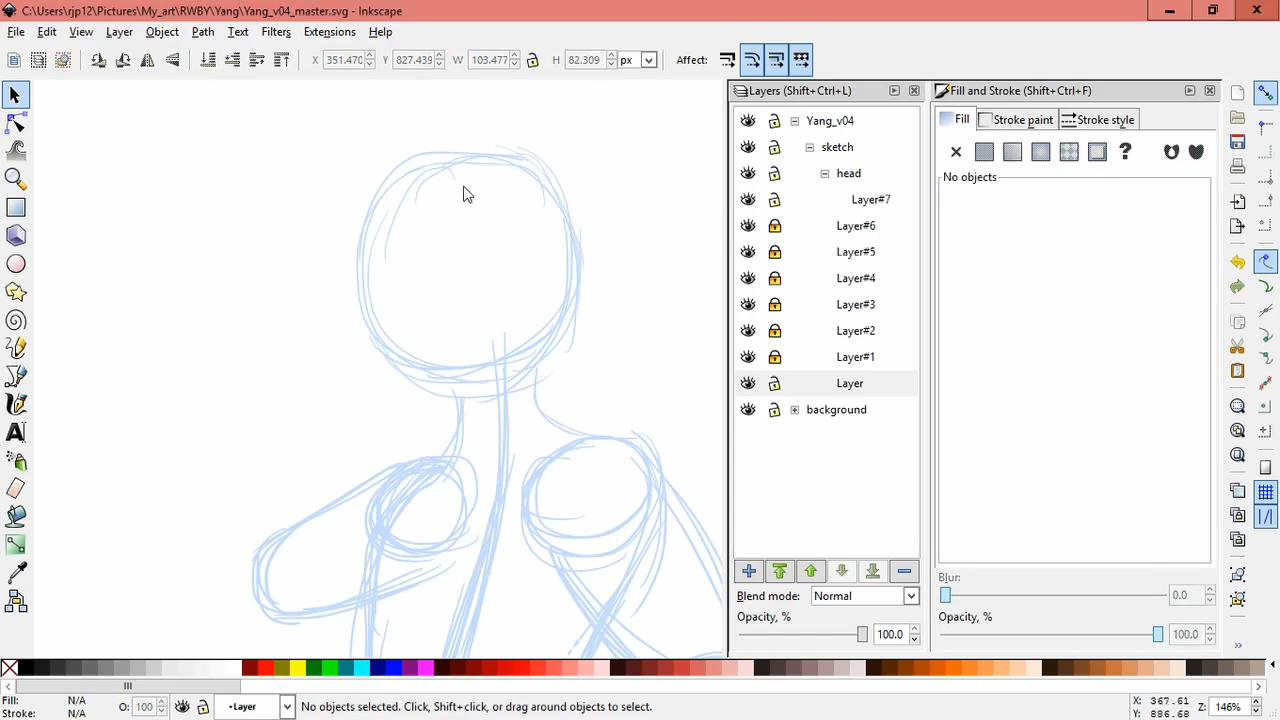 C:\Users\rjp12\Pictures\My_art\RWBY\Yang\Yang_v04_master.svg - Inkscape
File Edit View Layer Object Path Text Filters Extensions Help
X 351.470 Y 827.439 W 103.477 H 82.309 px Affect:
Layers (Shift+Ctrl+L)
Yang_v04
sketch
head
Layer#7
Layer#6
Layer#5
Layer#4
Layer#3
Layer#2
Layer#1
Layer
background
Blend mode: Normal
Opacity, %
100.0
Fill and Stroke (Shift+Ctrl+F)
Fill Stroke paint Stroke style
No objects
Blur:
0.0
Opacity, %
100.0
Fill: N/A
Stroke: N/A
O: 100
•Layer
No objects selected. Click, Shift+click, or drag around objects to select.
X: 367.61
Y: 886.68
Z: 146%